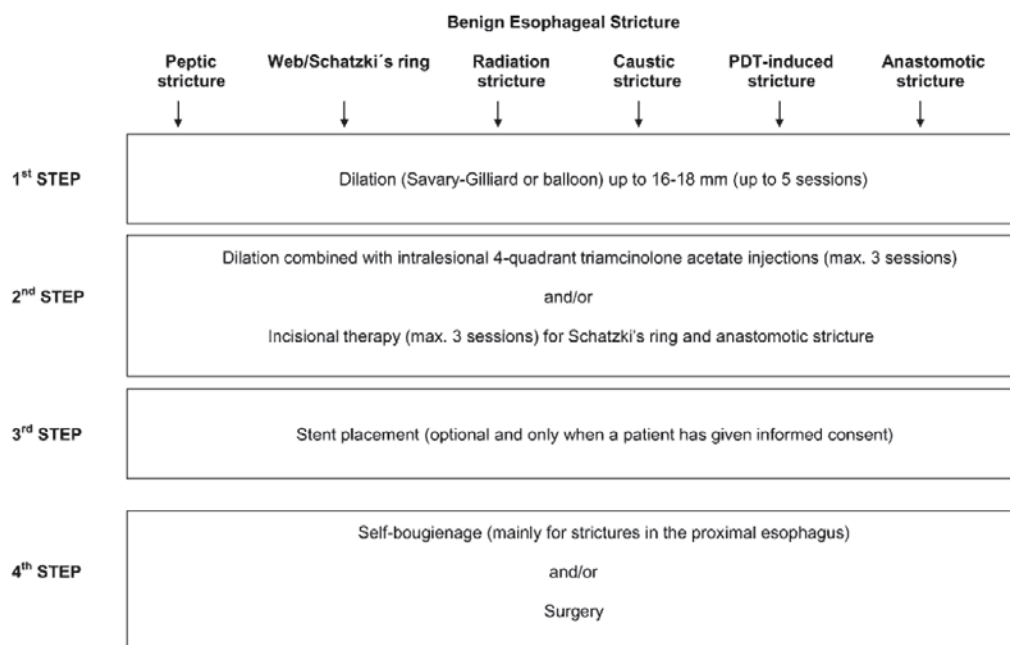 Benign Esophageal Stricture
Peptic stricture
Web/Schatzki´s ring
Radiation stricture
Caustic stricture
PDT-induced stricture
Anastomotic stricture
1st STEP
Dilation (Savary-Gilliard or balloon) up to 16-18 mm (up to 5 sessions)
2nd STEP
Dilation combined with intralesional 4-quadrant triamcinolone acetate injections (max. 3 sessions)
and/or
Incisional therapy (max. 3 sessions) for Schatzki's ring and anastomotic stricture
3rd STEP
Stent placement (optional and only when a patient has given informed consent)
4th STEP
Self-bougienage (mainly for strictures in the proximal esophagus)
and/or
Surgery